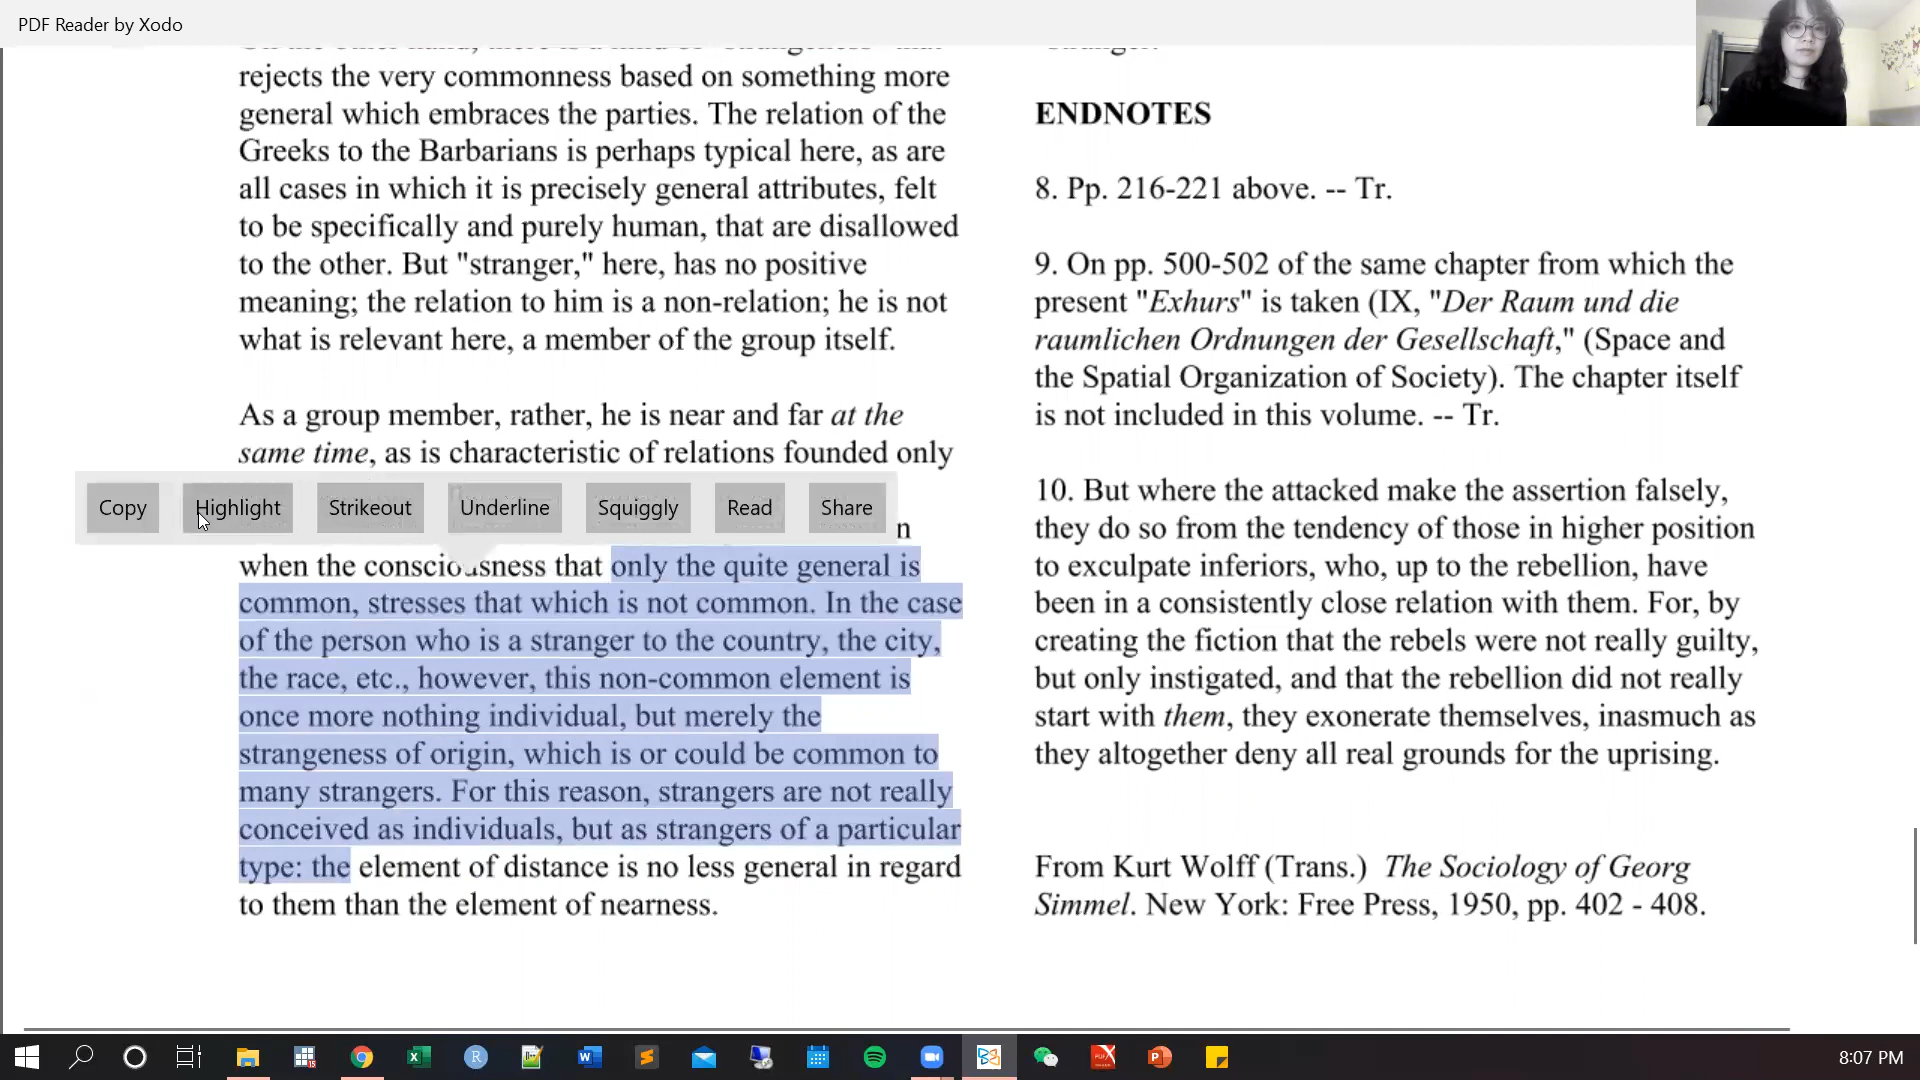 PDF Reader by Xodo
rejects the very commonness based on something more
general which embraces the parties. The relation of the
Greeks to the Barbarians is perhaps typical here, as are
all cases in which it is precisely general attributes, felt
to be specifically and purely human, that are disallowed
to the other. But "stranger," here, has no positive
meaning; the relation to him is a non-relation; he is not
what is relevant here, a member of the group itself.
As a group member, rather, he is near and far at the
same time, as is characteristic of relations founded only
Copy Highlight Strikeout Underline Squiggly Read Share
n
when the consciousness that only the quite general is
common, stresses that which is not common. In the case
of the person who is a stranger to the country, the city,
the race, etc., however, this non-common element is
once more nothing individual, but merely the
strangeness of origin, which is or could be common to
many strangers. For this reason, strangers are not really
conceived as individuals, but as strangers of a particular
type: the element of distance is no less general in regard
to them than the element of nearness.
ENDNOTES
8. Pp. 216-221 above. -- Tr.
9. On pp. 500-502 of the same chapter from which the
present "Exhurs" is taken (IX, "Der Raum und die
raumlichen Ordnungen der Gesellschaft," (Space and
the Spatial Organization of Society). The chapter itself
is not included in this volume. -- Tr.
10. But where the attacked make the assertion falsely,
they do so from the tendency of those in higher position
to exculpate inferiors, who, up to the rebellion, have
been in a consistently close relation with them. For, by
creating the fiction that the rebels were not really guilty,
but only instigated, and that the rebellion did not really
start with them, they exonerate themselves, inasmuch as
they altogether deny all real grounds for the uprising.
From Kurt Wolff (Trans.) The Sociology of Georg
Simmel. New York: Free Press, 1950, pp. 402 - 408.
8:07 PM